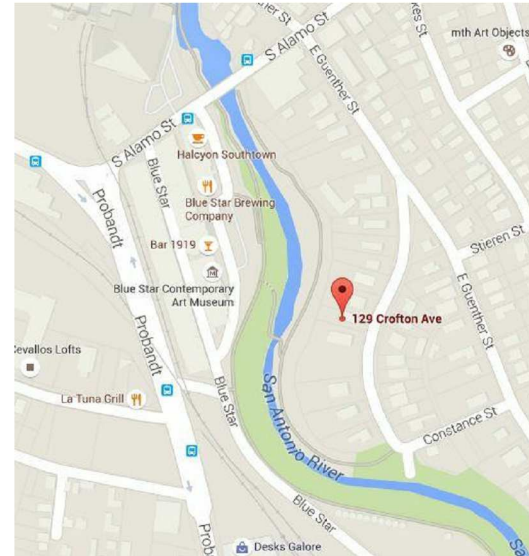 mth Art Objects
S Alamo St
E Guenther St
S Alamo St
Halcyon Southtown
Blue Star
Blue Star Brewing
Company
Probandt
Bar 1919
Stieren St
Blue Star Contemporary
Art Museum
E Guenther St
129 Crofton Ave
Probandt
Cevallos Lofts
La Tuna Grill
Blue Star
San Antonio River
Constance St
Blue Star
Desks Galore